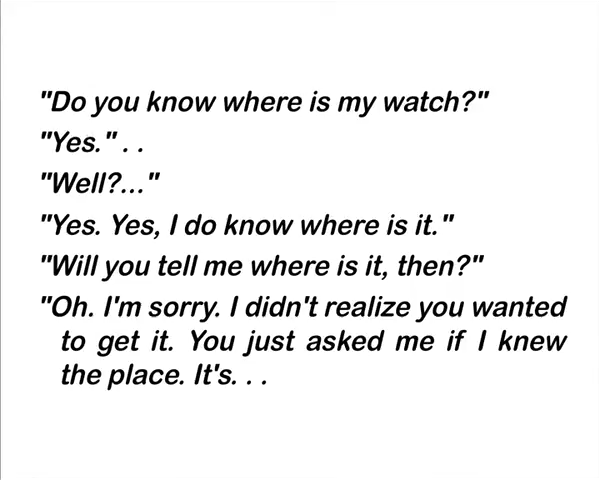 "Do you know where is my watch?"
"Yes." . .
"Well?..."
"Yes. Yes, I do know where is it."
"Will you tell me where is it, then?"
"Oh. I'm sorry. I didn't realize you wanted
to get it. You just asked me if I knew
the place. It's. . .